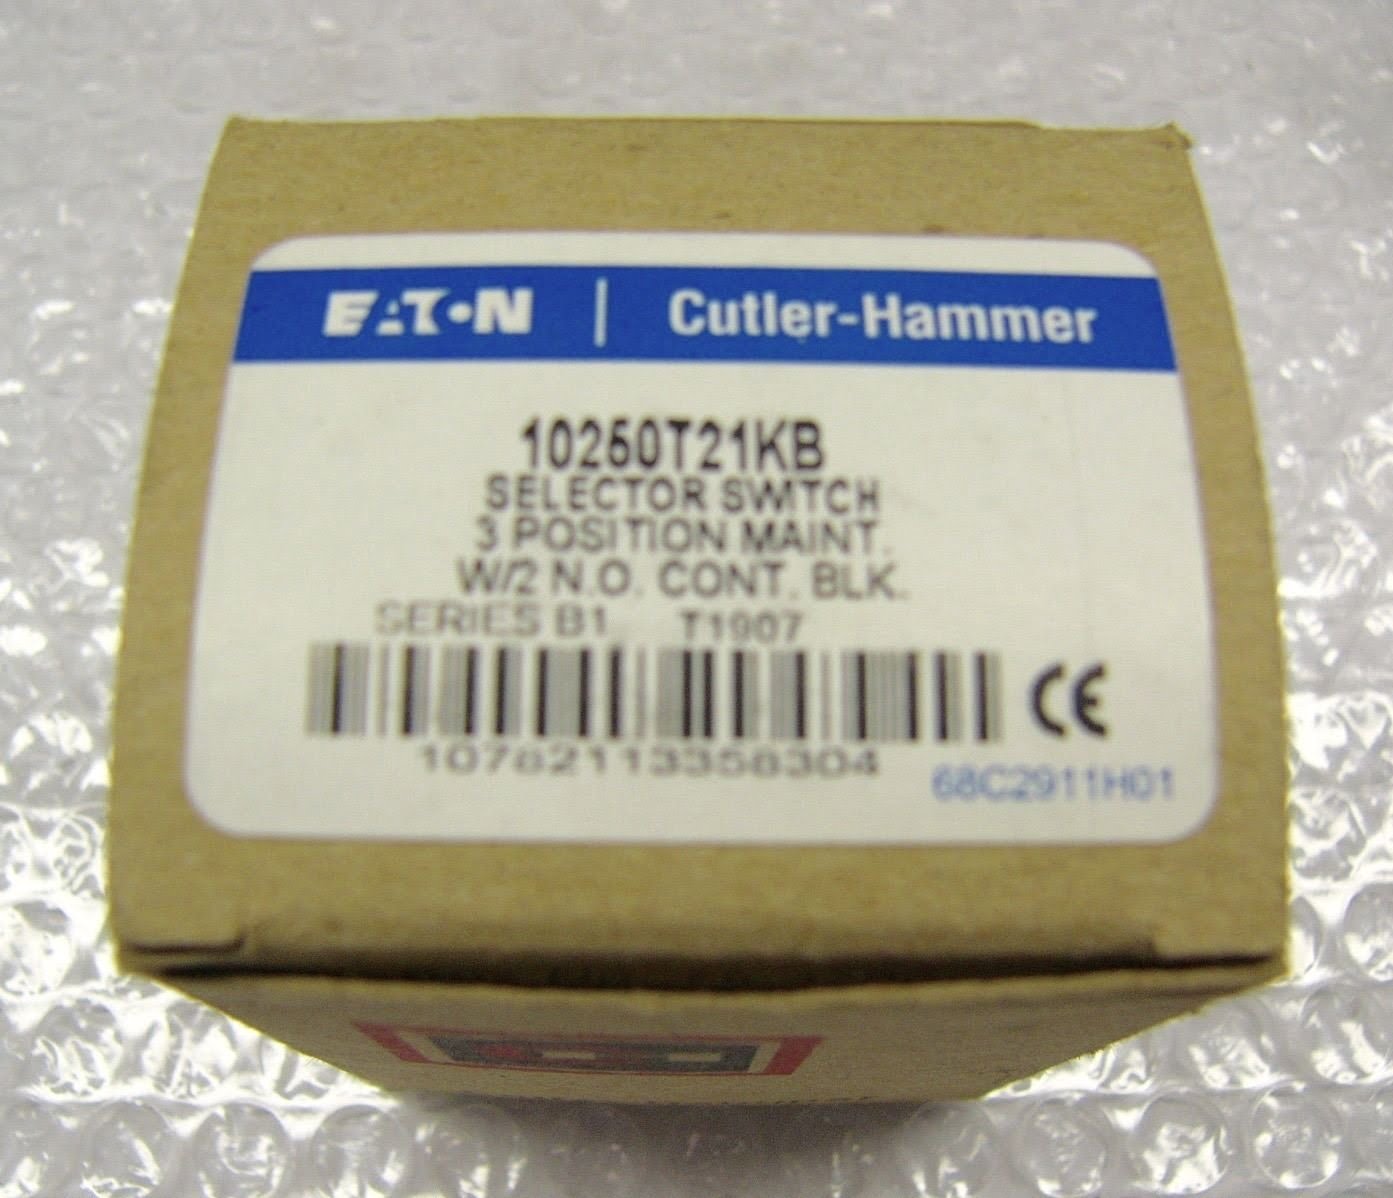 EATON | Cutler-Hammer
10250T21KB
SELECTOR SWITCH
3 POSITION MAINT.
W/2 N.O. CONT. BLK.
SERIES B1 T1907
CE
10782113358304
68C2911H01